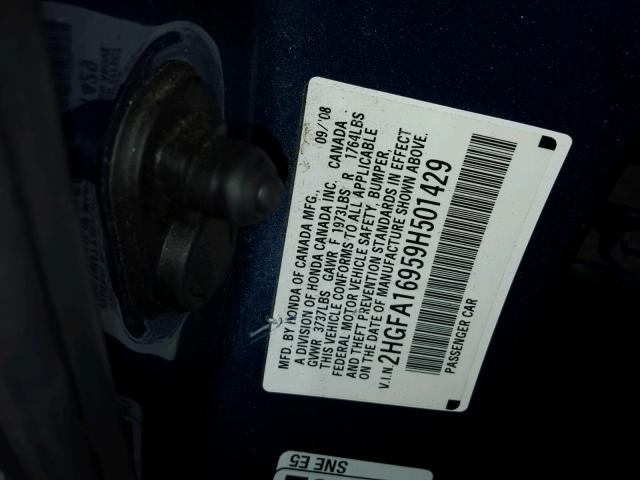 MFD. BY HONDA OF CANADA MFG., 09/'08
A DIVISION OF HONDA CANADA INC. CANADA
GVWR 3737LBS GAWR F 1973LBS R 1764LBS
THIS VEHICLE CONFORMS TO ALL APPLICABLE
FEDERAL MOTOR VEHICLE SAFETY, BUMPER,
AND THEFT PREVENTION STANDARDS IN EFFECT
ON THE DATE OF MANUFACTURE SHOWN ABOVE.
V.I.N. 2HGFA16959H501429
PASSENGER CAR
SNE E5